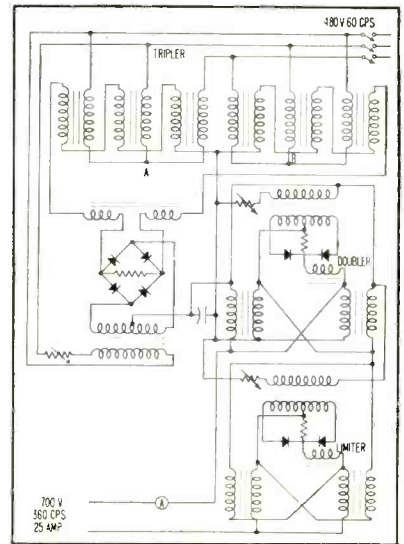 480 V 60 CPS
TRIPLER
A
B
DOUBLER
LIMITER
A
700 V
360 CPS
25 AMP